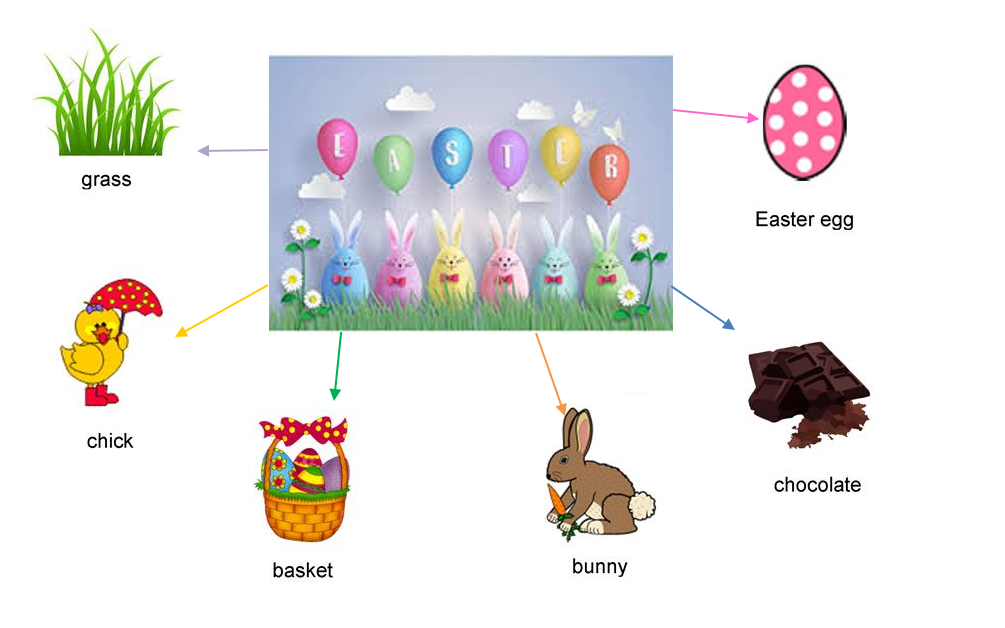 EASTER
grass
Easter egg
chick
chocolate
basket
bunny